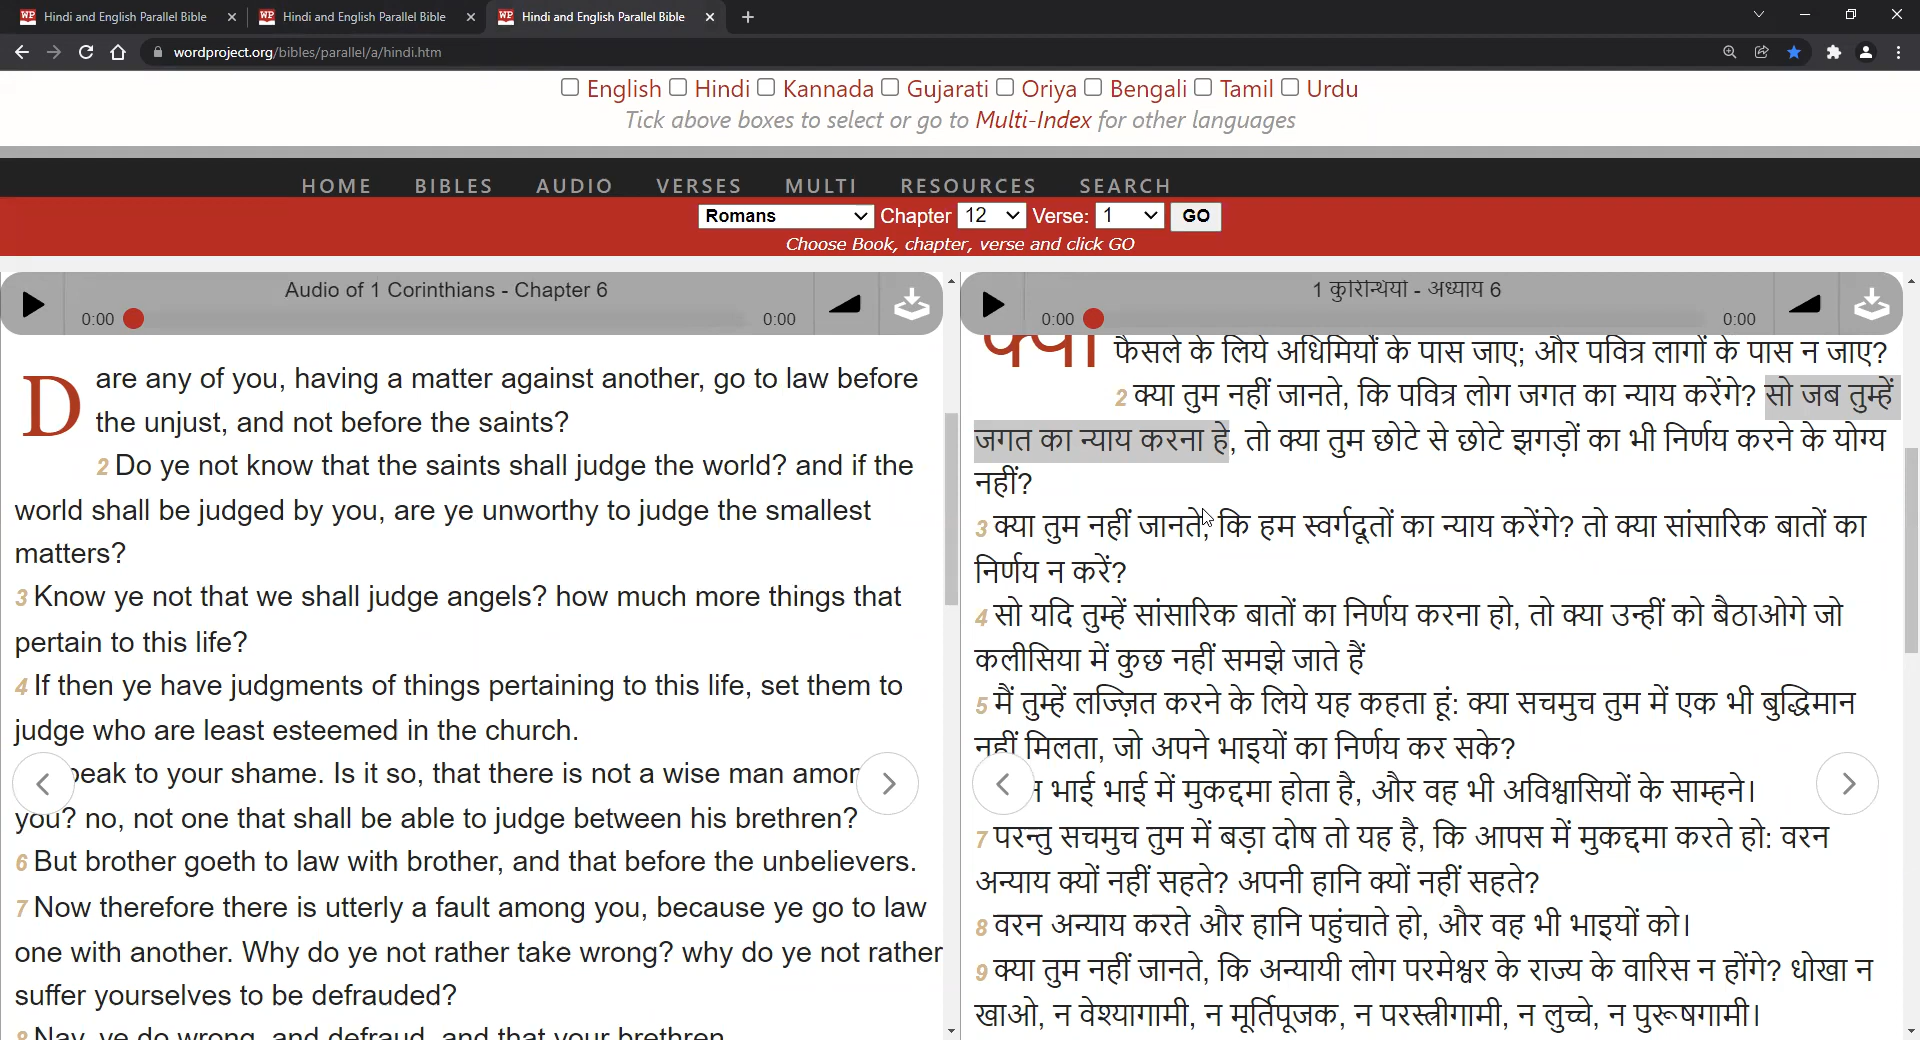 Hindi and English Parallel Bible
Hindi and English Parallel Bible
Hindi and English Parallel Bible
wordproject.org/bibles/parallel/a/hindi.htm
English Hindi Kannada Gujarati Oriya Bengali Tamil Urdu
Tick above boxes to select or go to Multi-Index for other languages
HOME BIBLES AUDIO VERSES MULTI RESOURCES SEARCH
Romans Chapter 12 Verse: 1 GO
Choose Book, chapter, verse and click GO
Audio of 1 Corinthians - Chapter 6
0:00 0:00
Dare any of you, having a matter against another, go to law before
the unjust, and not before the saints?
2 Do ye not know that the saints shall judge the world? and if the
world shall be judged by you, are ye unworthy to judge the smallest
matters?
3 Know ye not that we shall judge angels? how much more things that
pertain to this life?
4 If then ye have judgments of things pertaining to this life, set them to
judge who are least esteemed in the church.
peak to your shame. Is it so, that there is not a wise man amon
you? no, not one that shall be able to judge between his brethren?
6 But brother goeth to law with brother, and that before the unbelievers.
7 Now therefore there is utterly a fault among you, because ye go to law
one with another. Why do ye not rather take wrong? why do ye not rather
suffer yourselves to be defrauded?
8 Nay, ye do wrong, and defraud, and that your brethren.
1 कुरिन्थियों - अध्याय 6
0:00 0:00
क्या फैसले के लिये अधिमिर्यों के पास जाए; और पवित्र लागों के पास न जाए?
2 क्या तुम नहीं जानते, कि पवित्र लोग जगत का न्याय करेंगे? सो जब तुम्हें
जगत का न्याय करना हे, तो क्या तुम छोटे से छोटे झगड़ों का भी निर्णय करने के योग्य
नहीं?
3 क्या तुम नहीं जानते, कि हम स्वर्गदूतों का न्याय करेंगे? तो क्या सांसारिक बातों का
निर्णय न करें?
4 सो यदि तुम्हें सांसारिक बातों का निर्णय करना हो, तो क्या उन्हीं को बैठाओगे जो
कलीसिया में कुछ नहीं समझे जाते हैं
5 मैं तुम्हें लज्ज़ित करने के लिये यह कहता हूं: क्या सचमुच तुम में एक भी बुद्धिमान
नहीं मिलता, जो अपने भाइयों का निर्णय कर सके?
न भाई भाई में मुकद्दमा होता है, और वह भी अविश्वासियों के साम्हने।
7 परन्तु सचमुच तुम में बड़ा दोष तो यह है, कि आपस में मुकद्दमा करते हो: वरन
अन्याय क्यों नहीं सहते? अपनी हानि क्यों नहीं सहते?
8 वरन अन्याय करते और हानि पहुंचाते हो, और वह भी भाइयों को।
9 क्या तुम नहीं जानते, कि अन्यायी लोग परमेश्वर के राज्य के वारिस न होंगे? धोखा न
खाओ, न वेश्यागामी, न मूर्तिपूजक, न परस्त्रीगामी, न लुच्चे, न पुरूषगामी।